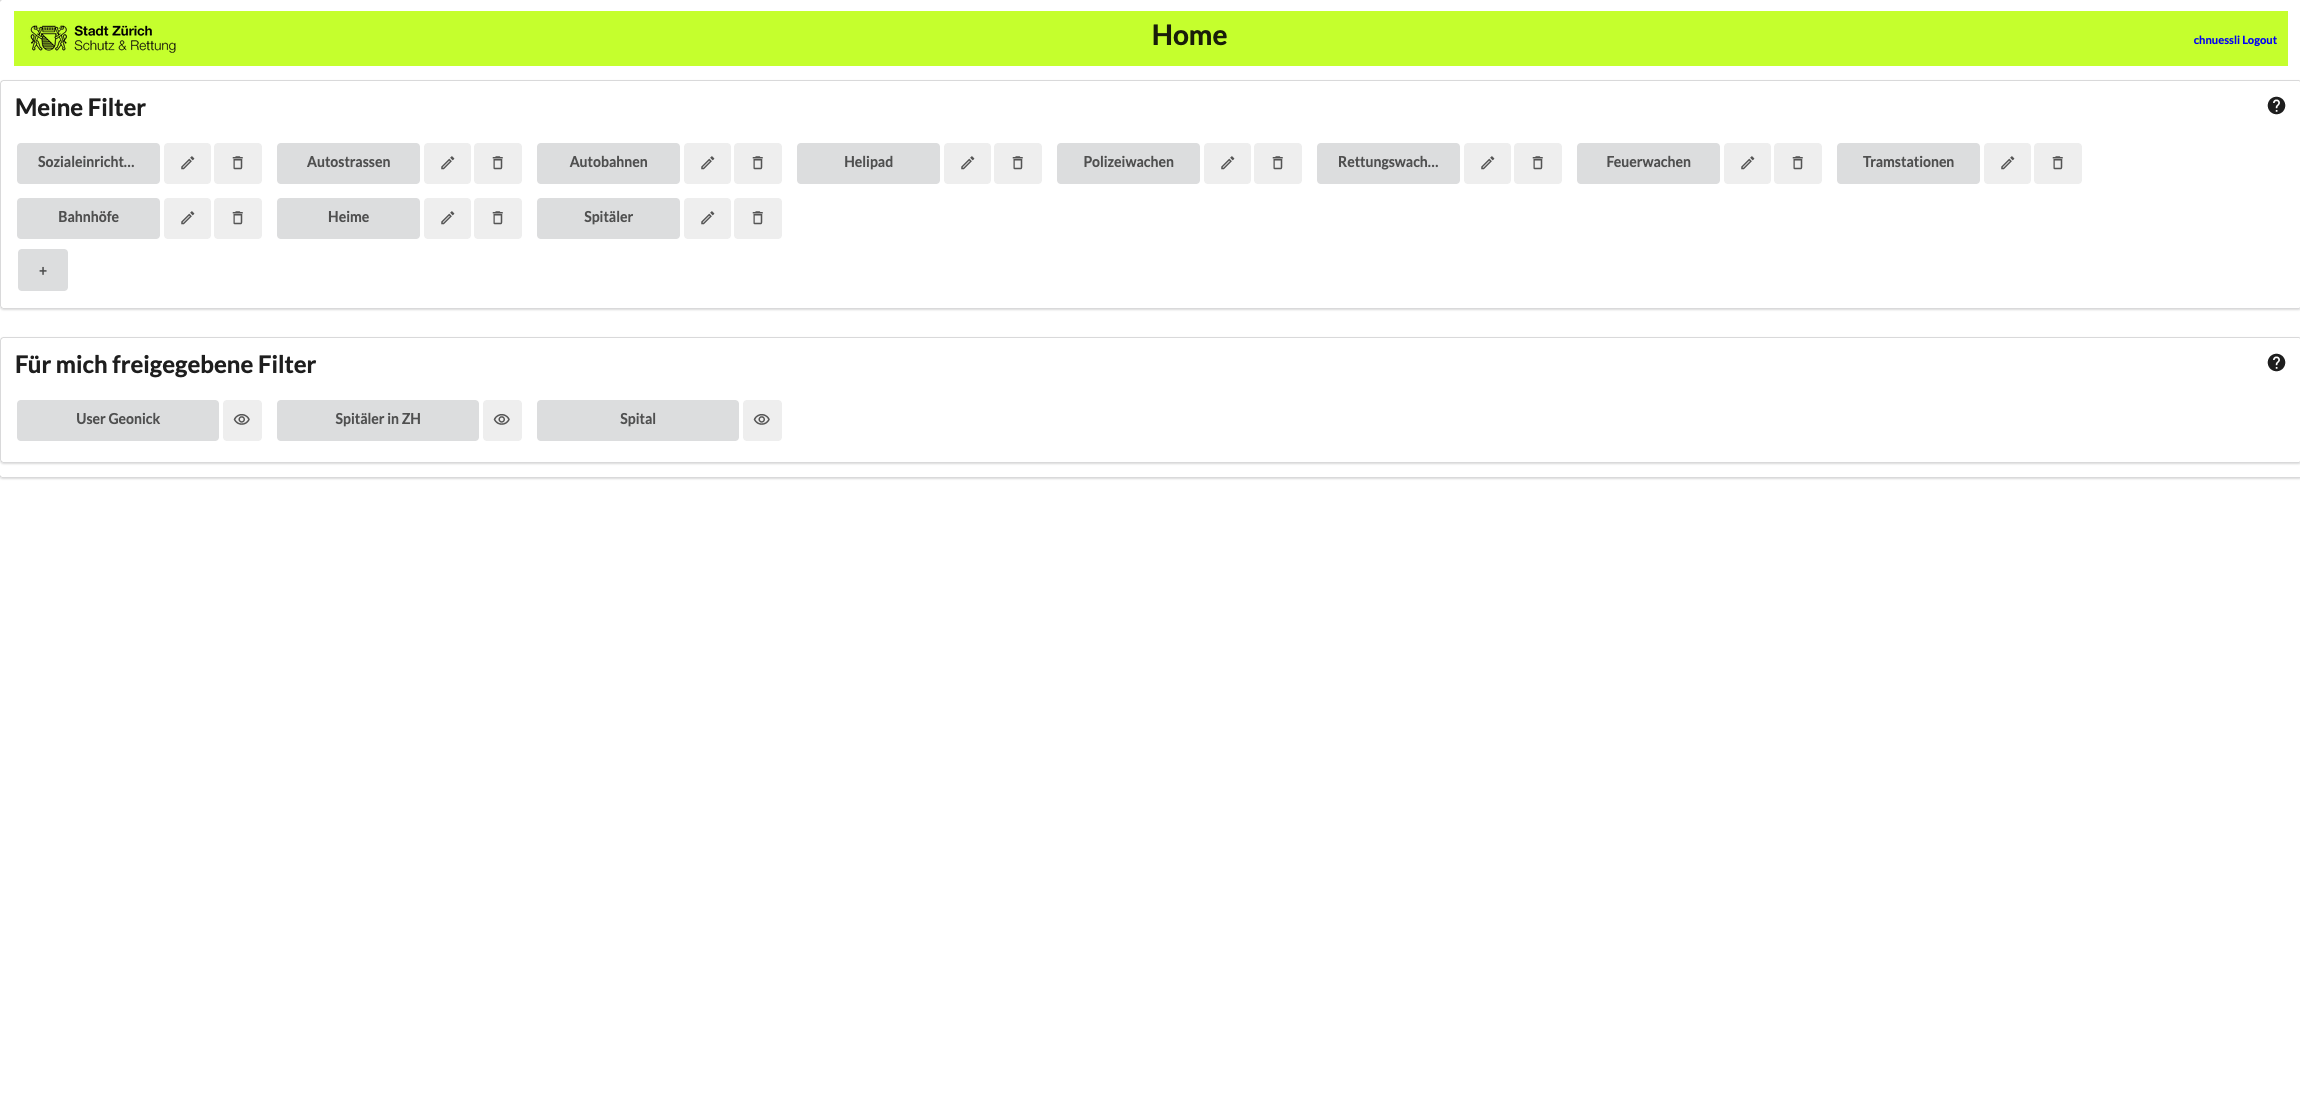 Stadt Zürich
Schutz & Rettung
Home
chnuessli Logout
Meine Filter
Sozialeinricht... Autostrassen Autobahnen Helipad Polizeiwachen Rettungswach... Feuerwachen Tramstationen
Bahnhöfe Heime Spitäler
+
Für mich freigegebene Filter
User Geonick Spitäler in ZH Spital